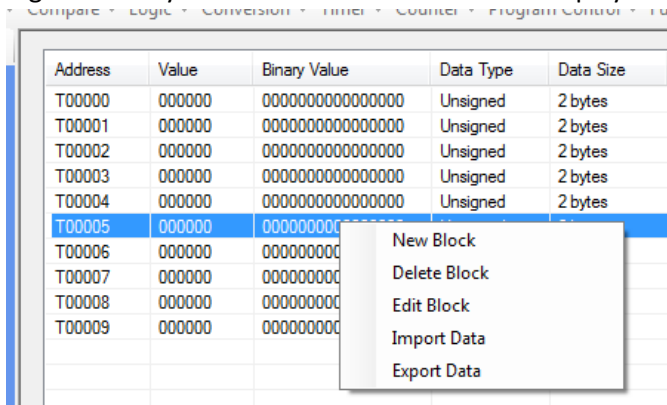 Compare Logic Conversion Timer Counter Program Control
Address Value Binary Value Data Type Data Size
T00000 000000 0000000000000000 Unsigned 2 bytes
T00001 000000 0000000000000000 Unsigned 2 bytes
T00002 000000 0000000000000000 Unsigned 2 bytes
T00003 000000 0000000000000000 Unsigned 2 bytes
T00004 000000 0000000000000000 Unsigned 2 bytes
T00005 000000
T00006 000000
T00007 000000
T00008 000000
T00009 000000
New Block
Delete Block
Edit Block
Import Data
Export Data